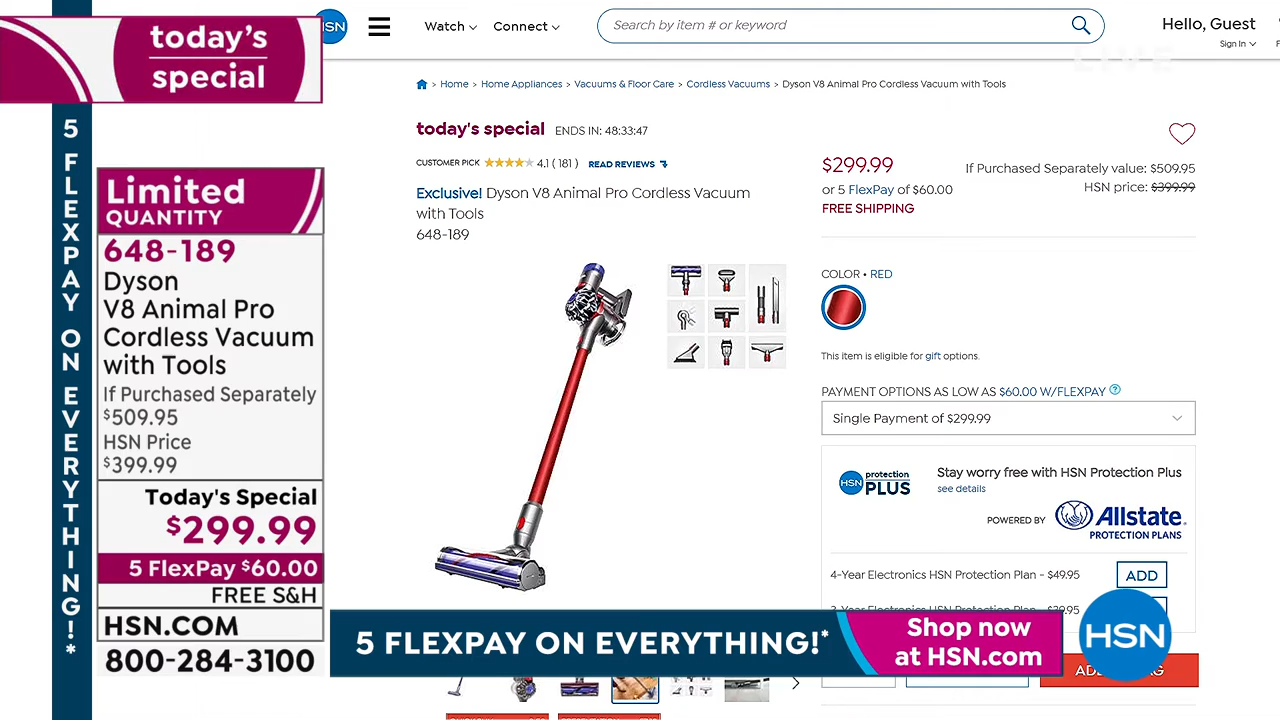 today's
special
5 FLEXPAY ON EVERYTHING!*
Limited
QUANTITY
648-189
Dyson
V8 Animal Pro
Cordless Vacuum
with Tools
If Purchased Separately
$509.95
HSN Price
$399.99
Today's Special
$299.99
5 FlexPay $60.00
FREE S&H
HSN.COM
800-284-3100
HSN
Watch
Connect
Search by item # or keyword
Hello, Guest
Sign In
LIVE
Home > Home Appliances > Vacuums & Floor Care > Cordless Vacuums > Dyson V8 Animal Pro Cordless Vacuum with Tools
today's special ENDS IN: 48:33:47
CUSTOMER PICK 4.1 ( 181 ) READ REVIEWS
Exclusive! Dyson V8 Animal Pro Cordless Vacuum
with Tools
648-189
$299.99
or 5 FlexPay of $60.00
FREE SHIPPING
If Purchased Separately value: $509.95
HSN price: $399.99
COLOR • RED
This item is eligible for gift options.
PAYMENT OPTIONS AS LOW AS $60.00 W/FLEXPAY ?
Single Payment of $299.99
HSN protection PLUS
Stay worry free with HSN Protection Plus
see details
POWERED BY Allstate.
PROTECTION PLANS
4-Year Electronics HSN Protection Plan - $49.95
ADD
5 FLEXPAY ON EVERYTHING!*
Shop now
at HSN.com
HSN